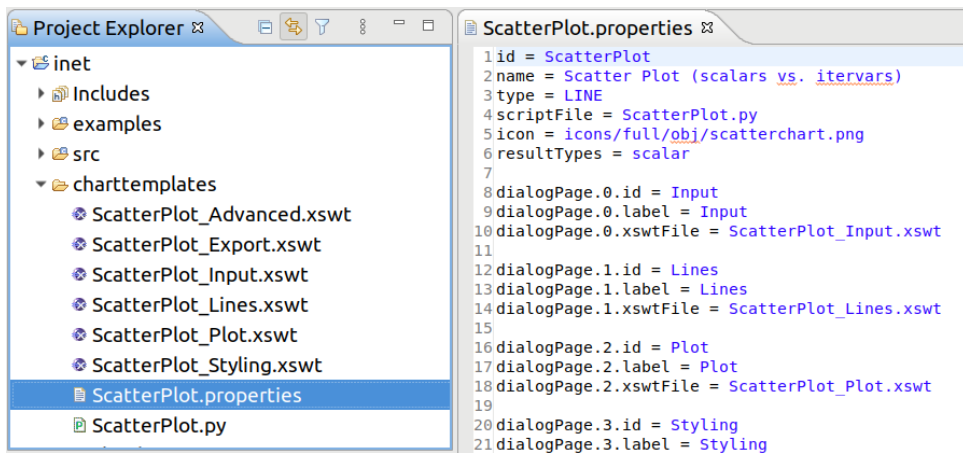 Project Explorer
inet
Includes
examples
src
charttemplates
ScatterPlot_Advanced.xswt
ScatterPlot_Export.xswt
ScatterPlot_Input.xswt
ScatterPlot_Lines.xswt
ScatterPlot_Plot.xswt
ScatterPlot_Styling.xswt
ScatterPlot.properties
ScatterPlot.py
ScatterPlot.properties
1 id = ScatterPlot
2 name = Scatter Plot (scalars vs. itervars)
3 type = LINE
4 scriptFile = ScatterPlot.py
5 icon = icons/full/obj/scatterchart.png
6 resultTypes = scalar
7
8 dialogPage.0.id = Input
9 dialogPage.0.label = Input
10 dialogPage.0.xswtFile = ScatterPlot_Input.xswt
11
12 dialogPage.1.id = Lines
13 dialogPage.1.label = Lines
14 dialogPage.1.xswtFile = ScatterPlot_Lines.xswt
15
16 dialogPage.2.id = Plot
17 dialogPage.2.label = Plot
18 dialogPage.2.xswtFile = ScatterPlot_Plot.xswt
19
20 dialogPage.3.id = Styling
21 dialogPage.3.label = Styling